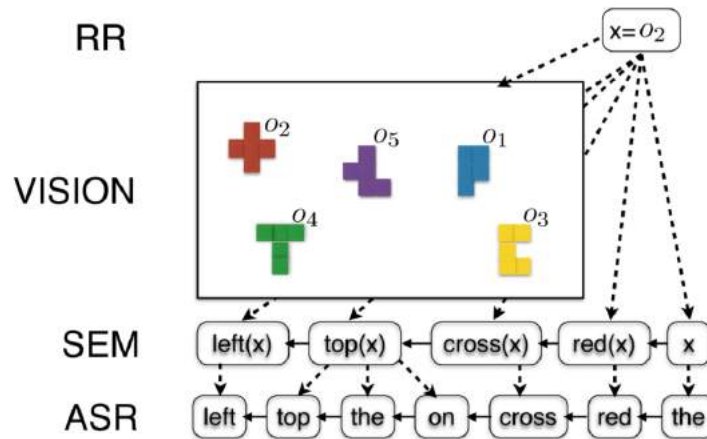 RR x=o₂
VISION
o₂ o₅ o₁
o₄ o₃
SEM left(x) top(x) cross(x) red(x) x
ASR left top the on cross red the